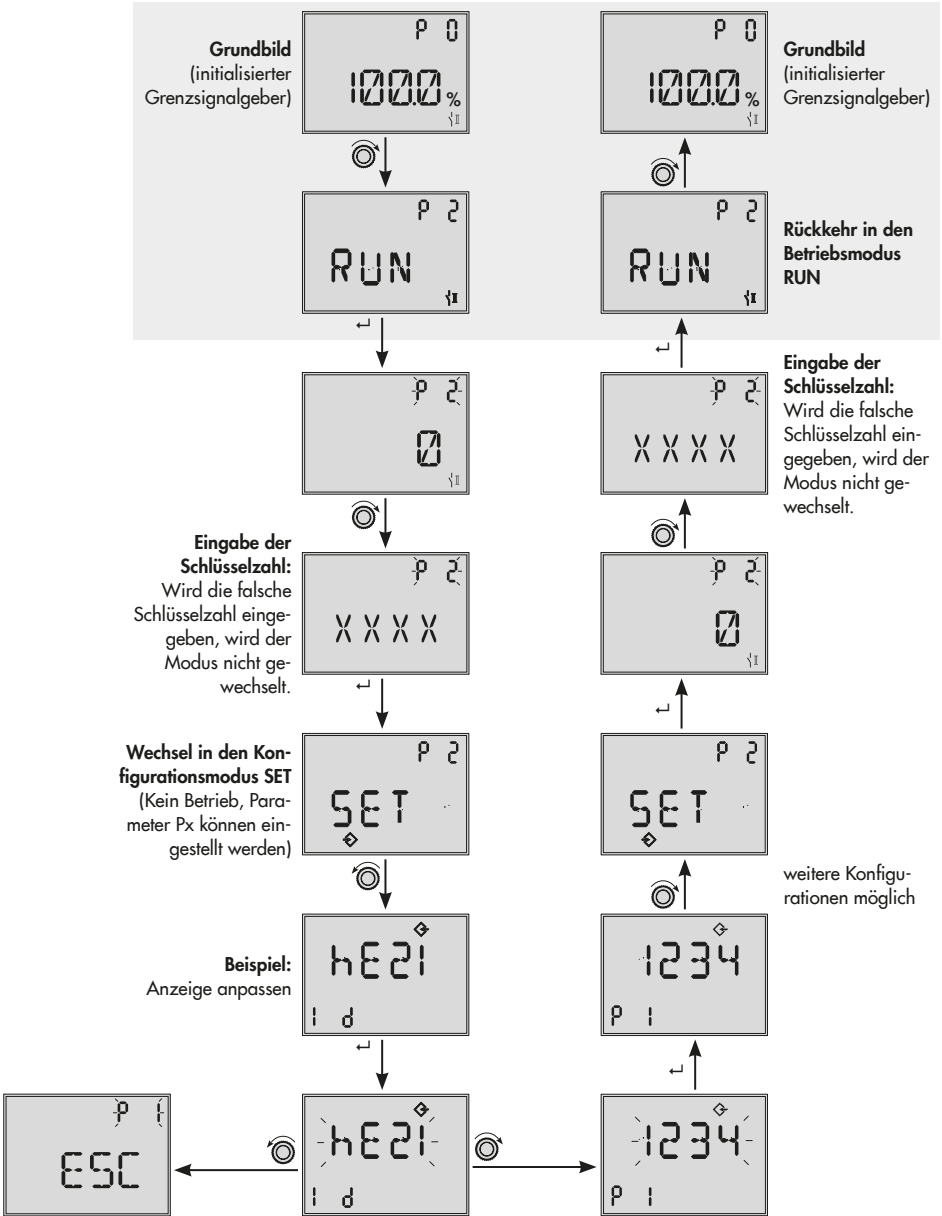 Grundbild
(initialisierter
Grenzsignalgeber)
P 0
100.0 %
P 0
100.0 %
Grundbild
(initialisierter
Grenzsignalgeber)
P 2
RUN
P 2
RUN
Rückkehr in den
Betriebsmodus
RUN
P 2
0
P 2
XXXX
Eingabe der
Schlüsselzahl:
Wird die falsche
Schlüsselzahl ein-
gegeben, wird der
Modus nicht ge-
wechselt.
Eingabe der
Schlüsselzahl:
Wird die falsche
Schlüsselzahl einge-
geben, wird der
Modus nicht ge-
wechselt.
P 2
XXXX
P 2
0
Wechsel in den Kon-
figurationsmodus SET
(Kein Betrieb, Para-
meter Px können ein-
gestellt werden)
P 2
SET
P 2
SET
weitere Konfigu-
rationen möglich
Beispiel:
Anzeige anpassen
hE21
1 d
1234
P 1
P 1
ESC
hE21
1 d
1234
P 1